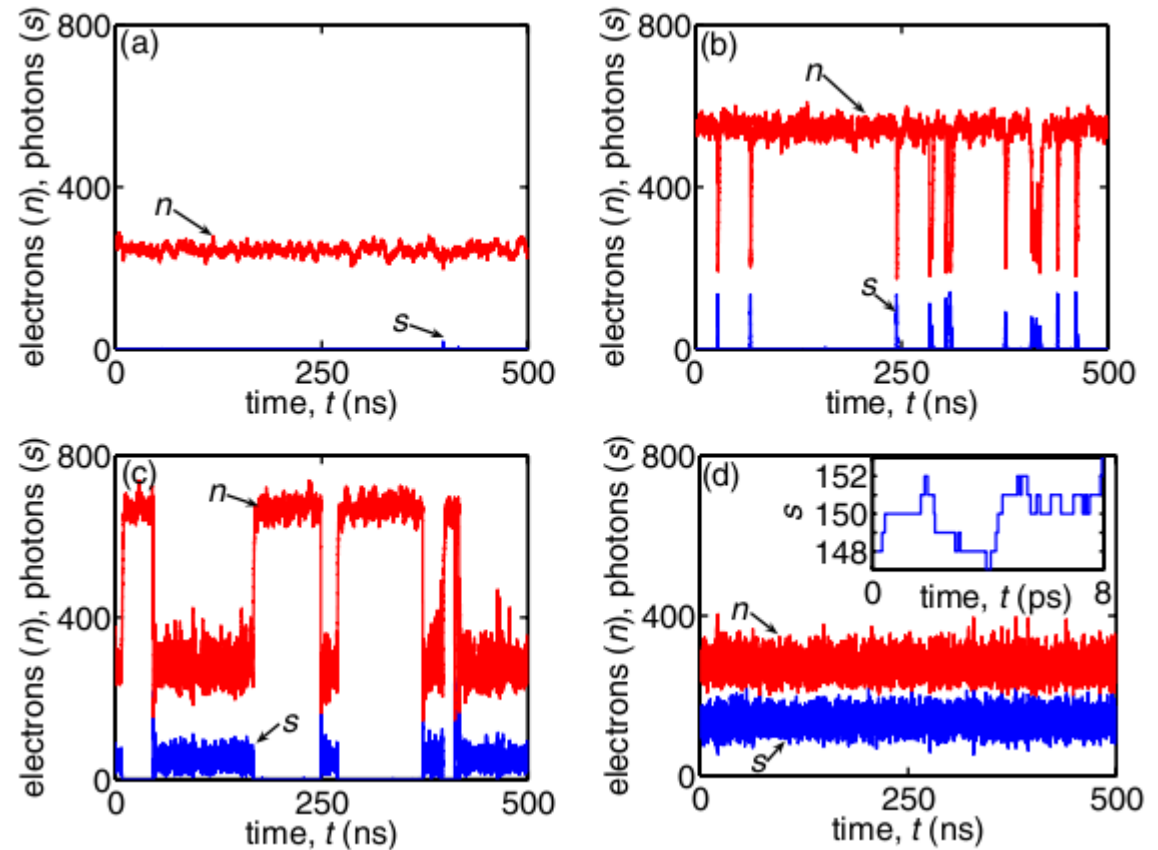 electrons (n), photons (s)
800
400
0
(a)
n
s
0
250
500
time, t (ns)
electrons (n), photons (s)
800
400
0
(b)
n
s
0
250
500
time, t (ns)
electrons (n), photons (s)
800
400
0
(c)
n
s
0
250
500
time, t (ns)
electrons (n), photons (s)
800
400
0
(d)
s
152
150
148
0
8
time, t (ps)
n
s
0
250
500
time, t (ns)